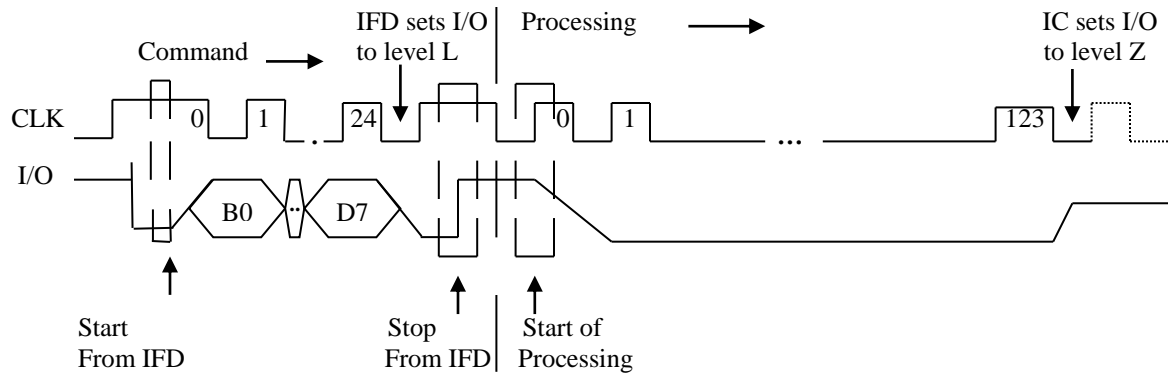 IFD sets I/O
to level L
Processing
IC sets I/O
to level Z
Command
CLK
0
1
.
24
0
1
...
123
I/O
B0
..
D7
Start
From IFD
Stop
From IFD
Start of
Processing